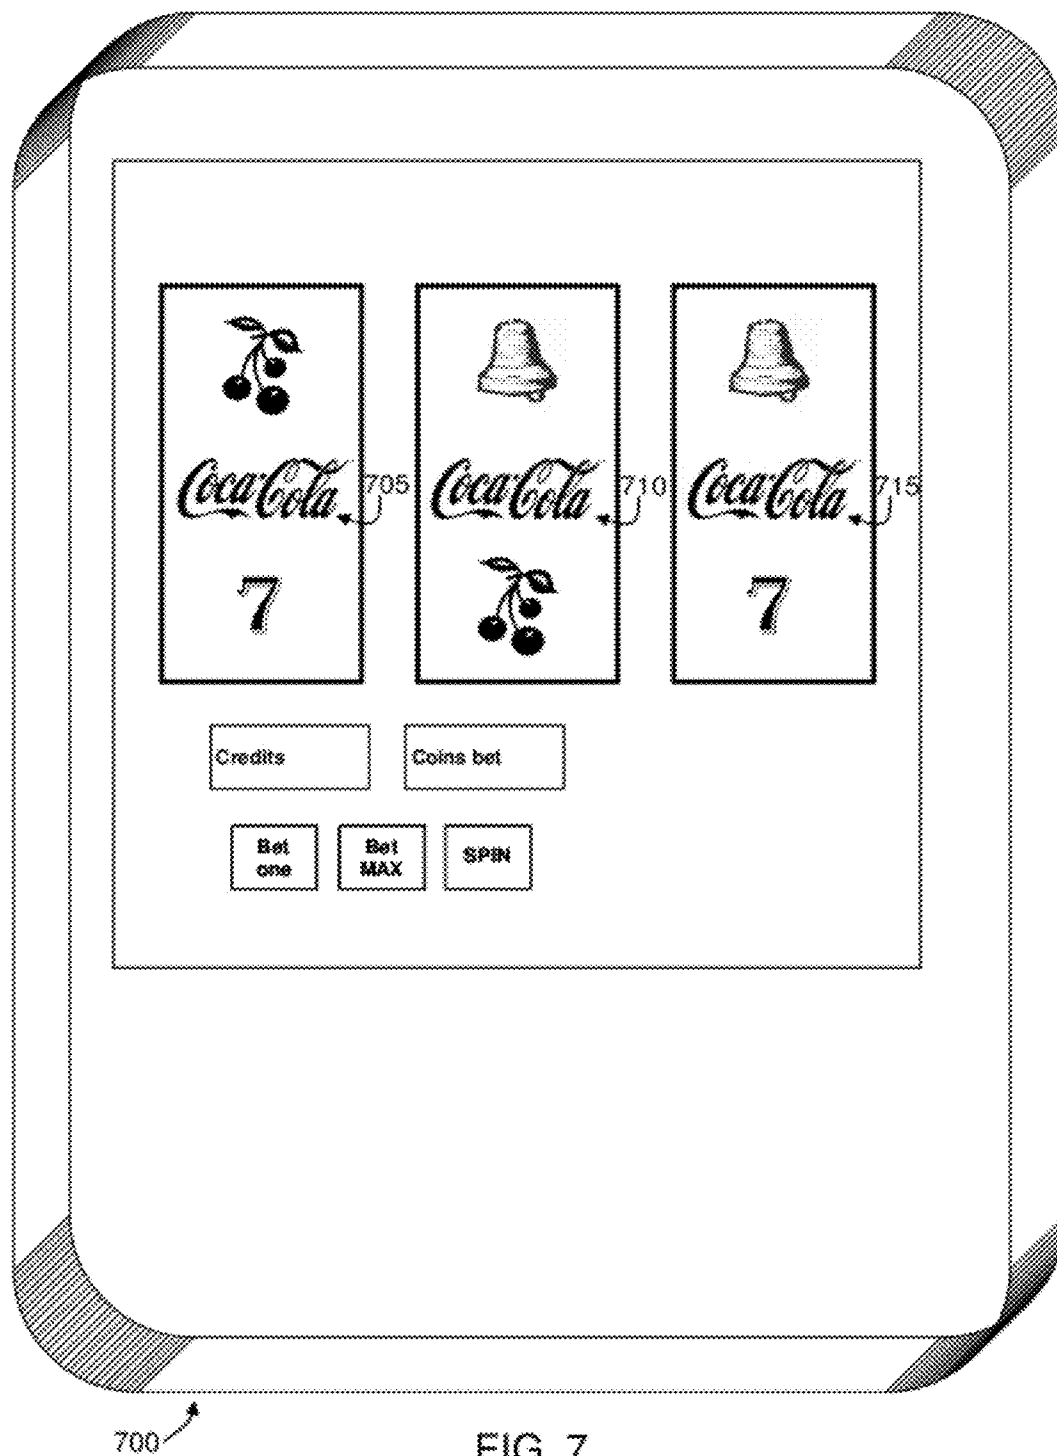 Coca-Cola 705 Coca-Cola 710 Coca-Cola 715
7 7
Credits Coins bet
Bet one Bet MAX SPIN
700
FIG. 7